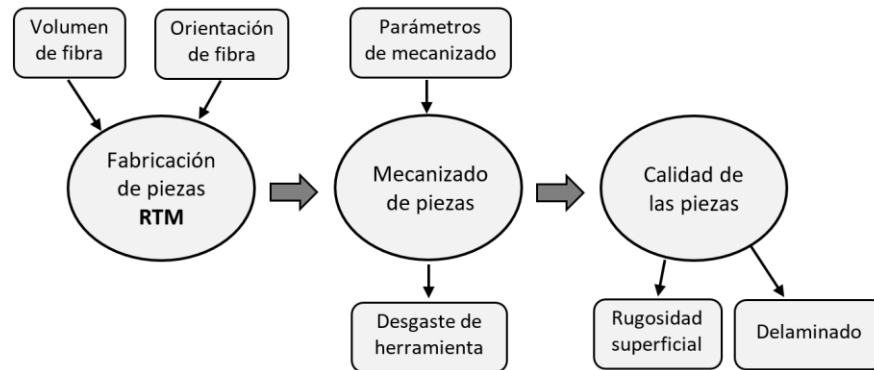 Volumen
de fibra
Orientación
de fibra
Parámetros
de mecanizado
Fabricación
de piezas
RTM
Mecanizado
de piezas
Calidad de
las piezas
Desgaste de
herramienta
Rugosidad
superficial
Delaminado